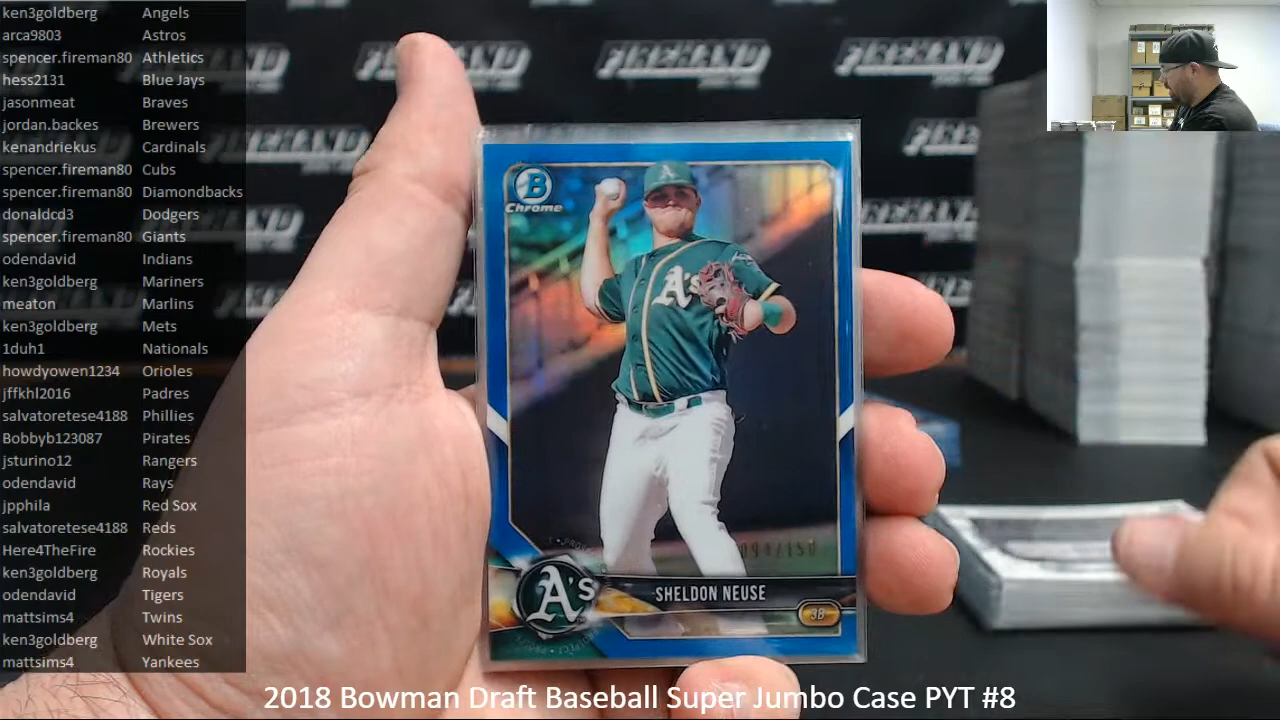 ken3goldberg Angels
arca9803 Astros
spencer.fireman80 Athletics
hess2131 Blue Jays
jasonmeat Braves
jordan.backes Brewers
kenandriekus Cardinals
spencer.fireman80 Cubs
spencer.fireman80 Diamondbacks
donaldcd3 Dodgers
spencer.fireman80 Giants
odendavid Indians
ken3goldberg Mariners
meaton Marlins
ken3goldberg Mets
1duh1 Nationals
howdyowen1234 Orioles
jffkhl2016 Padres
salvatoretese4188 Phillies
Bobbyb123087 Pirates
jsturino12 Rangers
odendavid Rays
jpphila Red Sox
salvatoretese4188 Reds
Here4TheFire Rockies
ken3goldberg Royals
odendavid Tigers
mattsims4 Twins
ken3goldberg White Sox
mattsims4 Yankees
FIREHAND FIREHAND FIREHAND
B
Chrome
A
A's
A's
SHELDON NEUSE
3B
2018 Bowman Draft Baseball Super Jumbo Case PYT #8